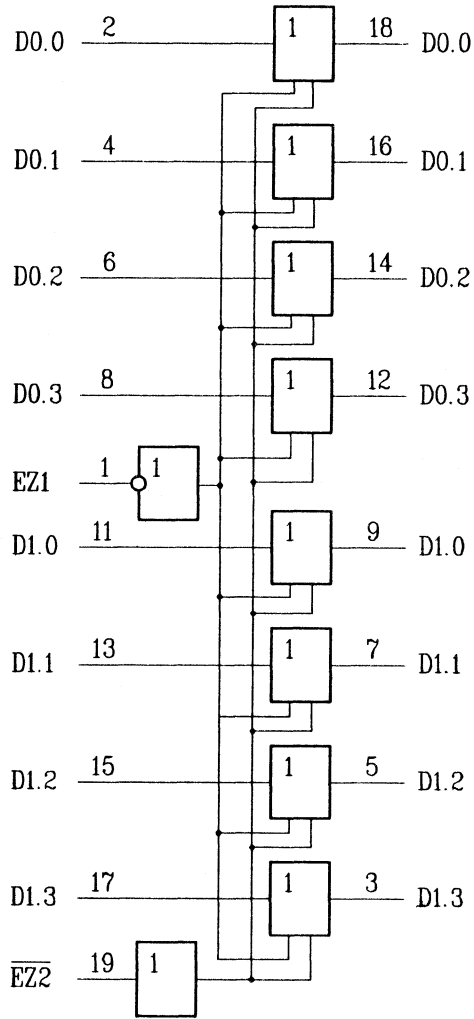 D0.0 2 1 18 D0.0
D0.1 4 1 16 D0.1
D0.2 6 1 14 D0.2
D0.3 8 1 12 D0.3
EZ1 1 1
D1.0 11 1 9 D1.0
D1.1 13 1 7 D1.1
D1.2 15 1 5 D1.2
D1.3 17 1 3 D1.3
E̅Z̅2̅ 19 1